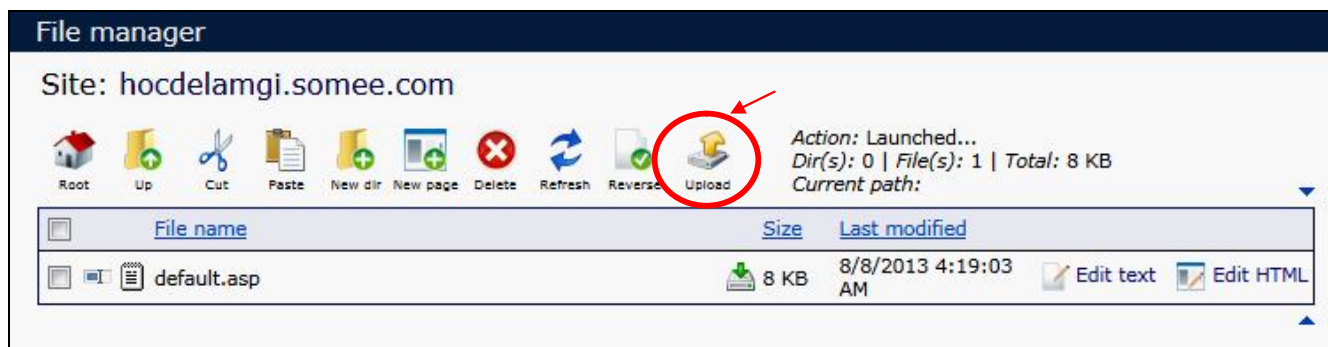 File manager
Site: hocdelamgi.somee.com
Root Up Cut Paste New dir New page Delete Refresh Reverse Upload
Action: Launched...
Dir(s): 0 | File(s): 1 | Total: 8 KB
Current path:
File name Size Last modified
default.asp 8 KB 8/8/2013 4:19:03 AM Edit text Edit HTML